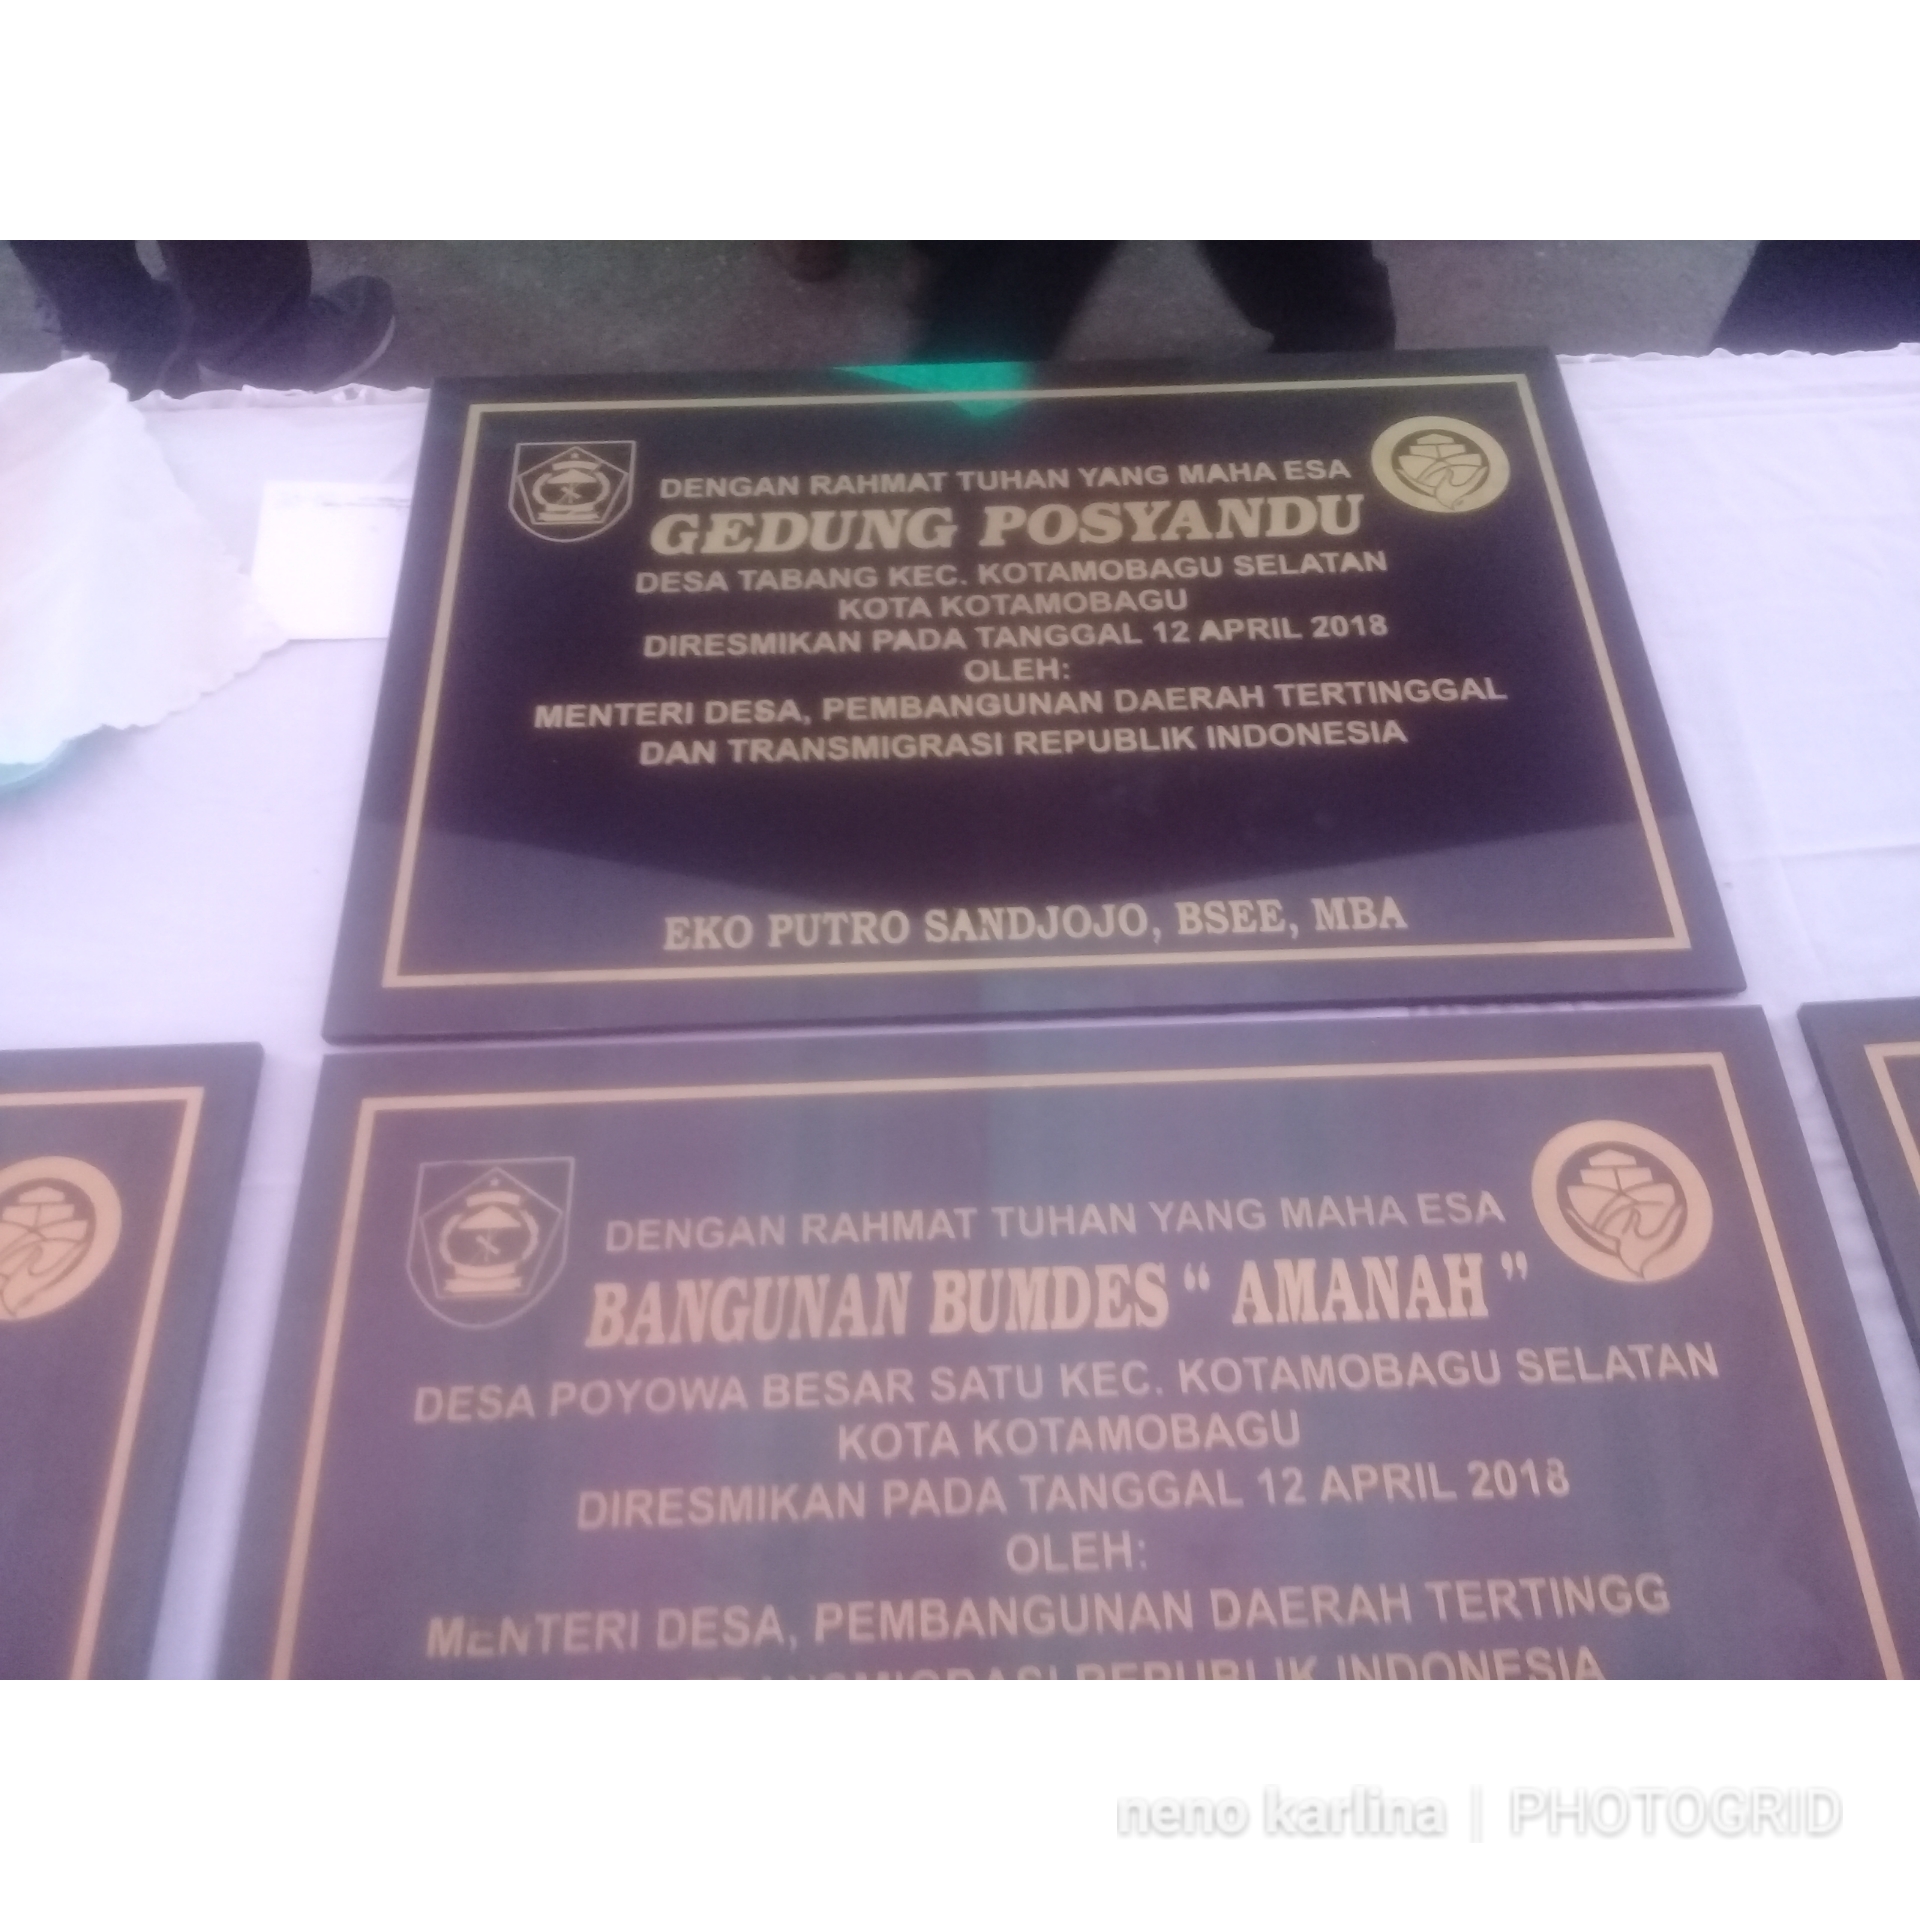 DENGAN RAHMAT TUHAN YANG MAHA ESA
GEDUNG POSYANDU
DESA TABANG KEC. KOTAMOBAGU SELATAN
KOTA KOTAMOBAGU
DIRESMIKAN PADA TANGGAL 12 APRIL 2018
OLEH:
MENTERI DESA, PEMBANGUNAN DAERAH TERTINGGAL
DAN TRANSMIGRASI REPUBLIK INDONESIA
EKO PUTRO SANDJOJO, BSEE, MBA
DENGAN RAHMAT TUHAN YANG MAHA ESA
BANGUNAN BUMDES “ AMANAH ”
DESA POYOWA BESAR SATU KEC. KOTAMOBAGU SELATAN
KOTA KOTAMOBAGU
DIRESMIKAN PADA TANGGAL 12 APRIL 2018
OLEH:
MENTERI DESA, PEMBANGUNAN DAERAH TERTINGG
TRANSMIGRASI REPUBLIK INDONESIA
neno karlina | PHOTOGRID